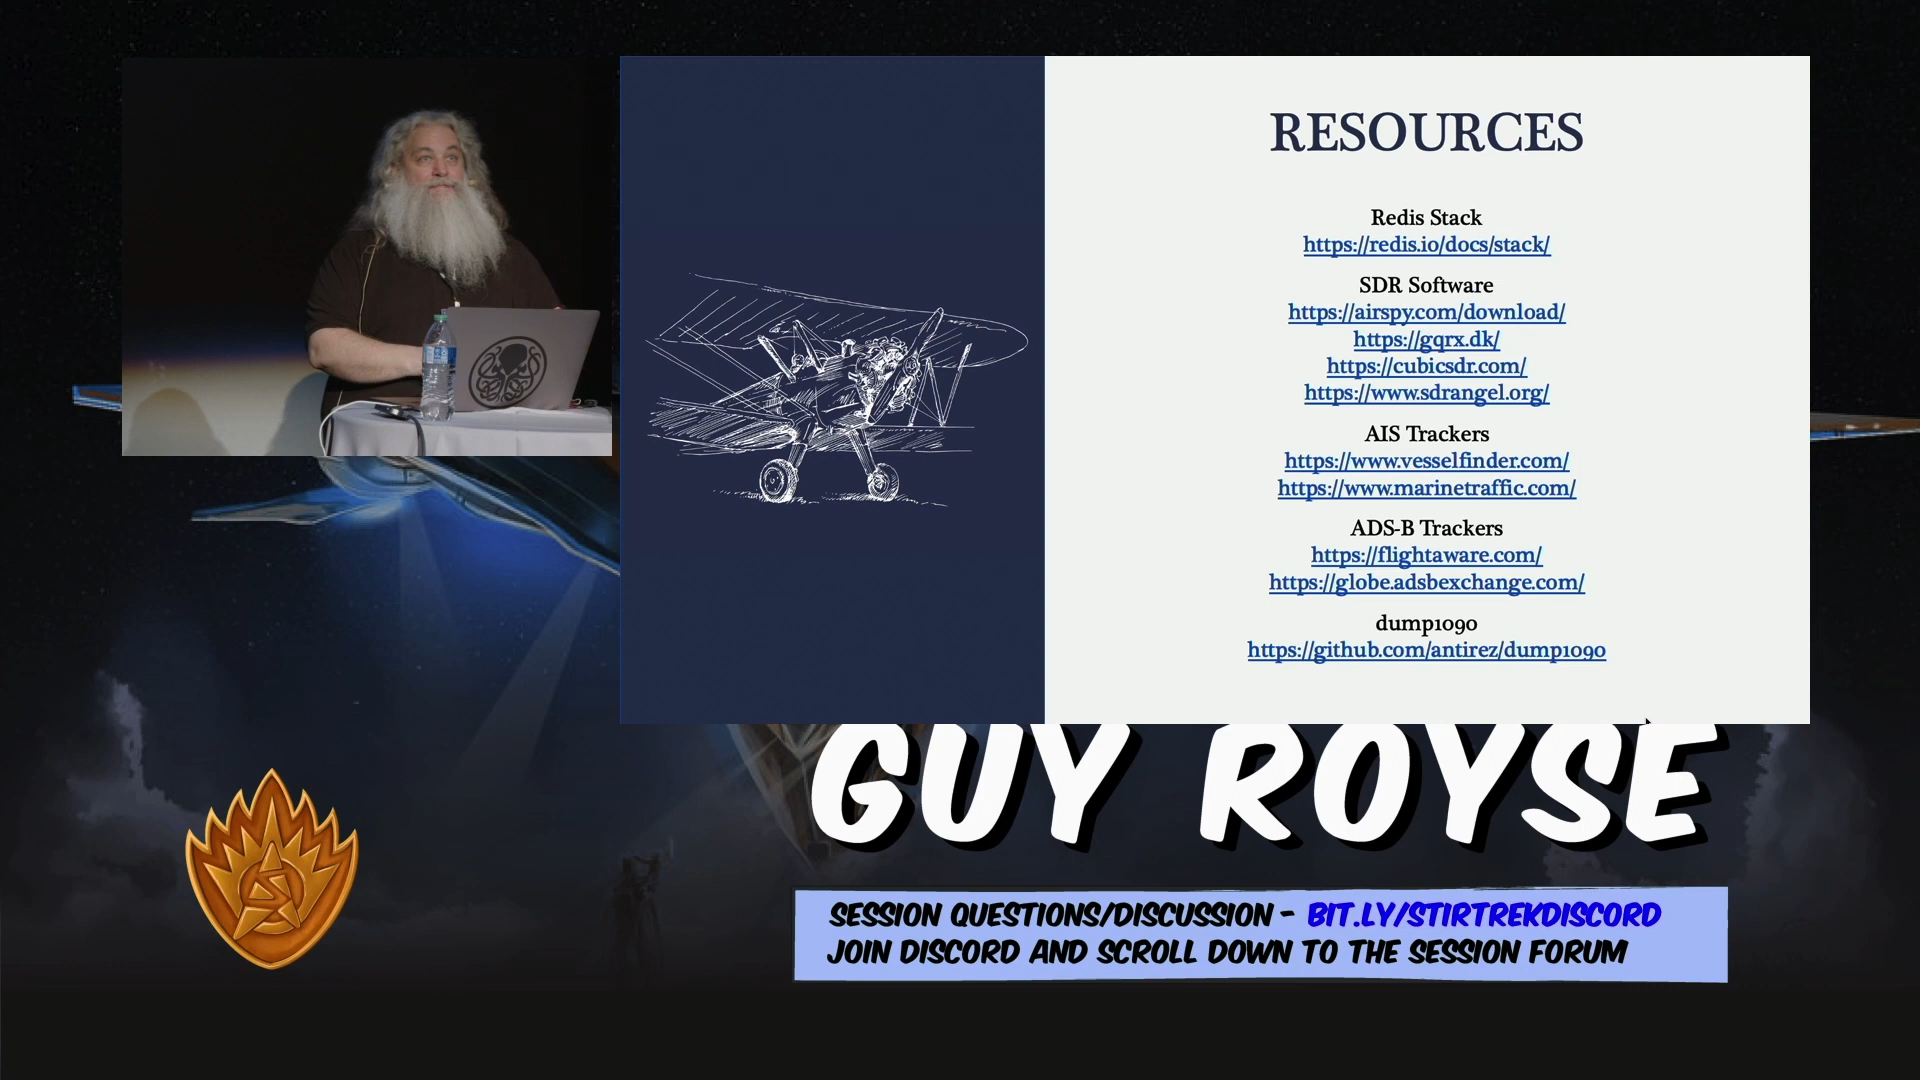 RESOURCES
Redis Stack
https://redis.io/docs/stack/
SDR Software
https://airspy.com/download/
https://gqrx.dk/
https://cubicsdr.com/
https://www.sdrangel.org/
AIS Trackers
https://www.vesselfinder.com/
https://www.marinetraffic.com/
ADS-B Trackers
https://flightaware.com/
https://globe.adsbexchange.com/
dump1090
https://github.com/antirez/dump1090
GUY ROYSE
SESSION QUESTIONS/DISCUSSION - BIT.LY/STIRTREKDISCORD
JOIN DISCORD AND SCROLL DOWN TO THE SESSION FORUM